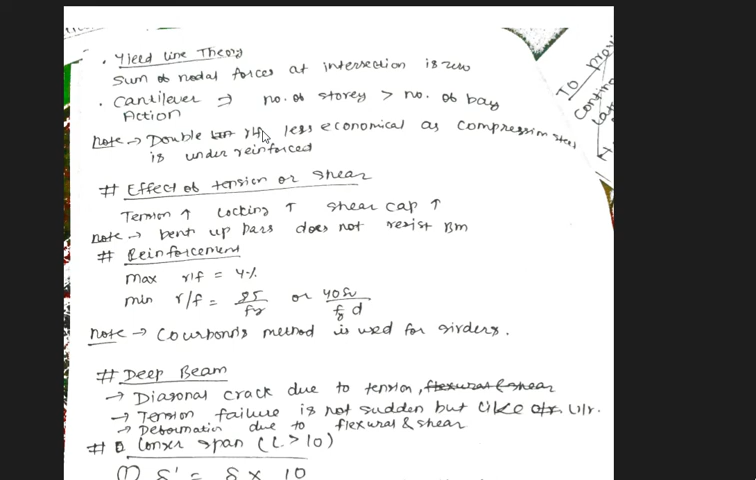 • Yield line Theory
Sum of nodal forces at intersection is zero
• Cantilever ⇒ no. of storey > no. of bay
Action
Note → Double r/f less economical as compression steel
is under reinforced
# Effect of tension or shear
Tension ↑ Locking ↑ shear cap ↑
Note → bent up bars does not resist BM
# Reinforcement
max r/f = 4%
min r/f = 85/fy or
Note → Courbon's method is used for girders.
# Deep Beam
→ Diagonal crack due to tension, flexural & shear
→ Tension failure is not sudden but like
→ Deformation due to flexural & shear
# Longer span (L > 10)
(1) δ' = δ × 10
To